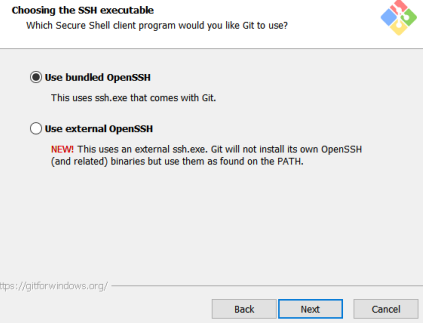 Choosing the SSH executable
Which Secure Shell client program would you like Git to use?
Use bundled OpenSSH
This uses ssh.exe that comes with Git.
Use external OpenSSH
NEW! This uses an external ssh.exe. Git will not install its own OpenSSH
(and related) binaries but use them as found on the PATH.
ttps://gitforwindows.org/
Back Next Cancel